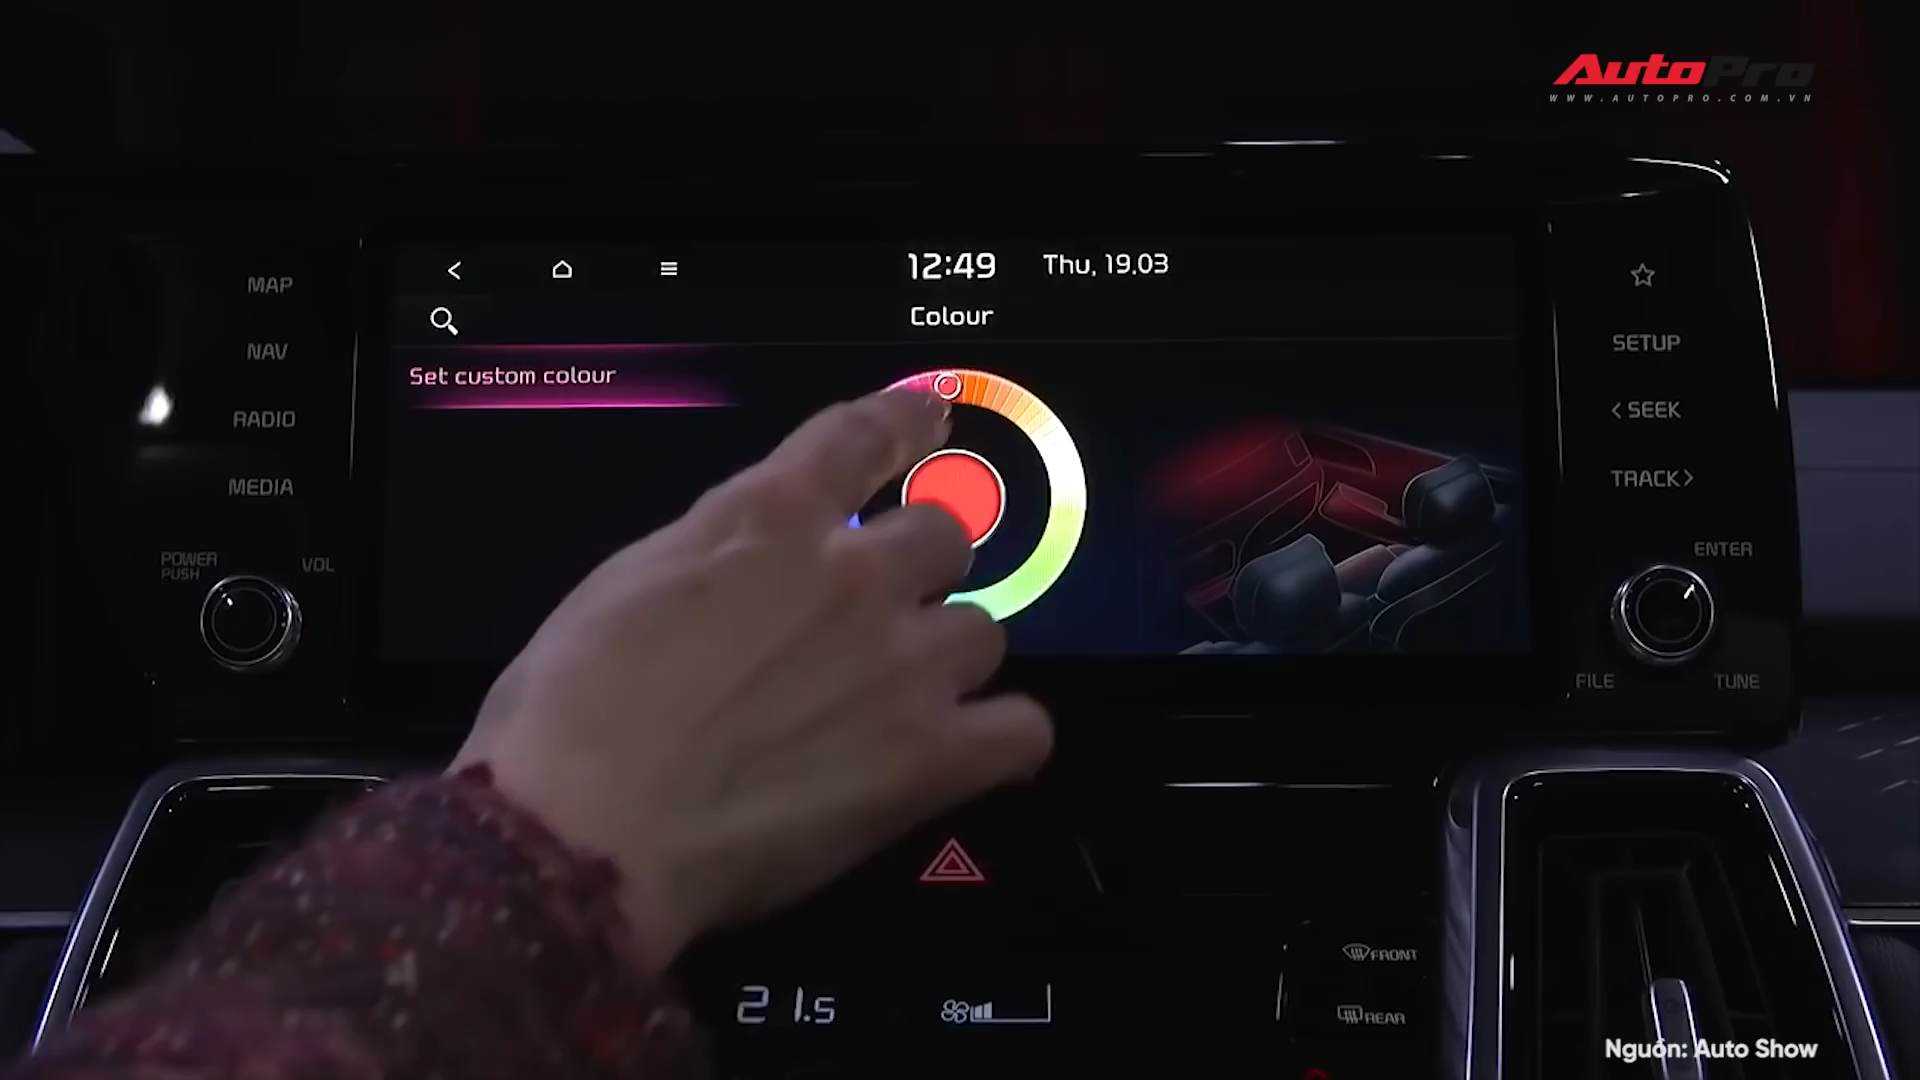 AutoPro
WWW.AUTOPRO.COM.VN
12:49 Thu, 19.03
Colour
Set custom colour
MAP
NAV
RADIO
MEDIA
POWER
PUSH
VOL
SETUP
< SEEK
TRACK >
ENTER
FILE
TUNE
21.5
FRONT
REAR
Nguồn: Auto Show